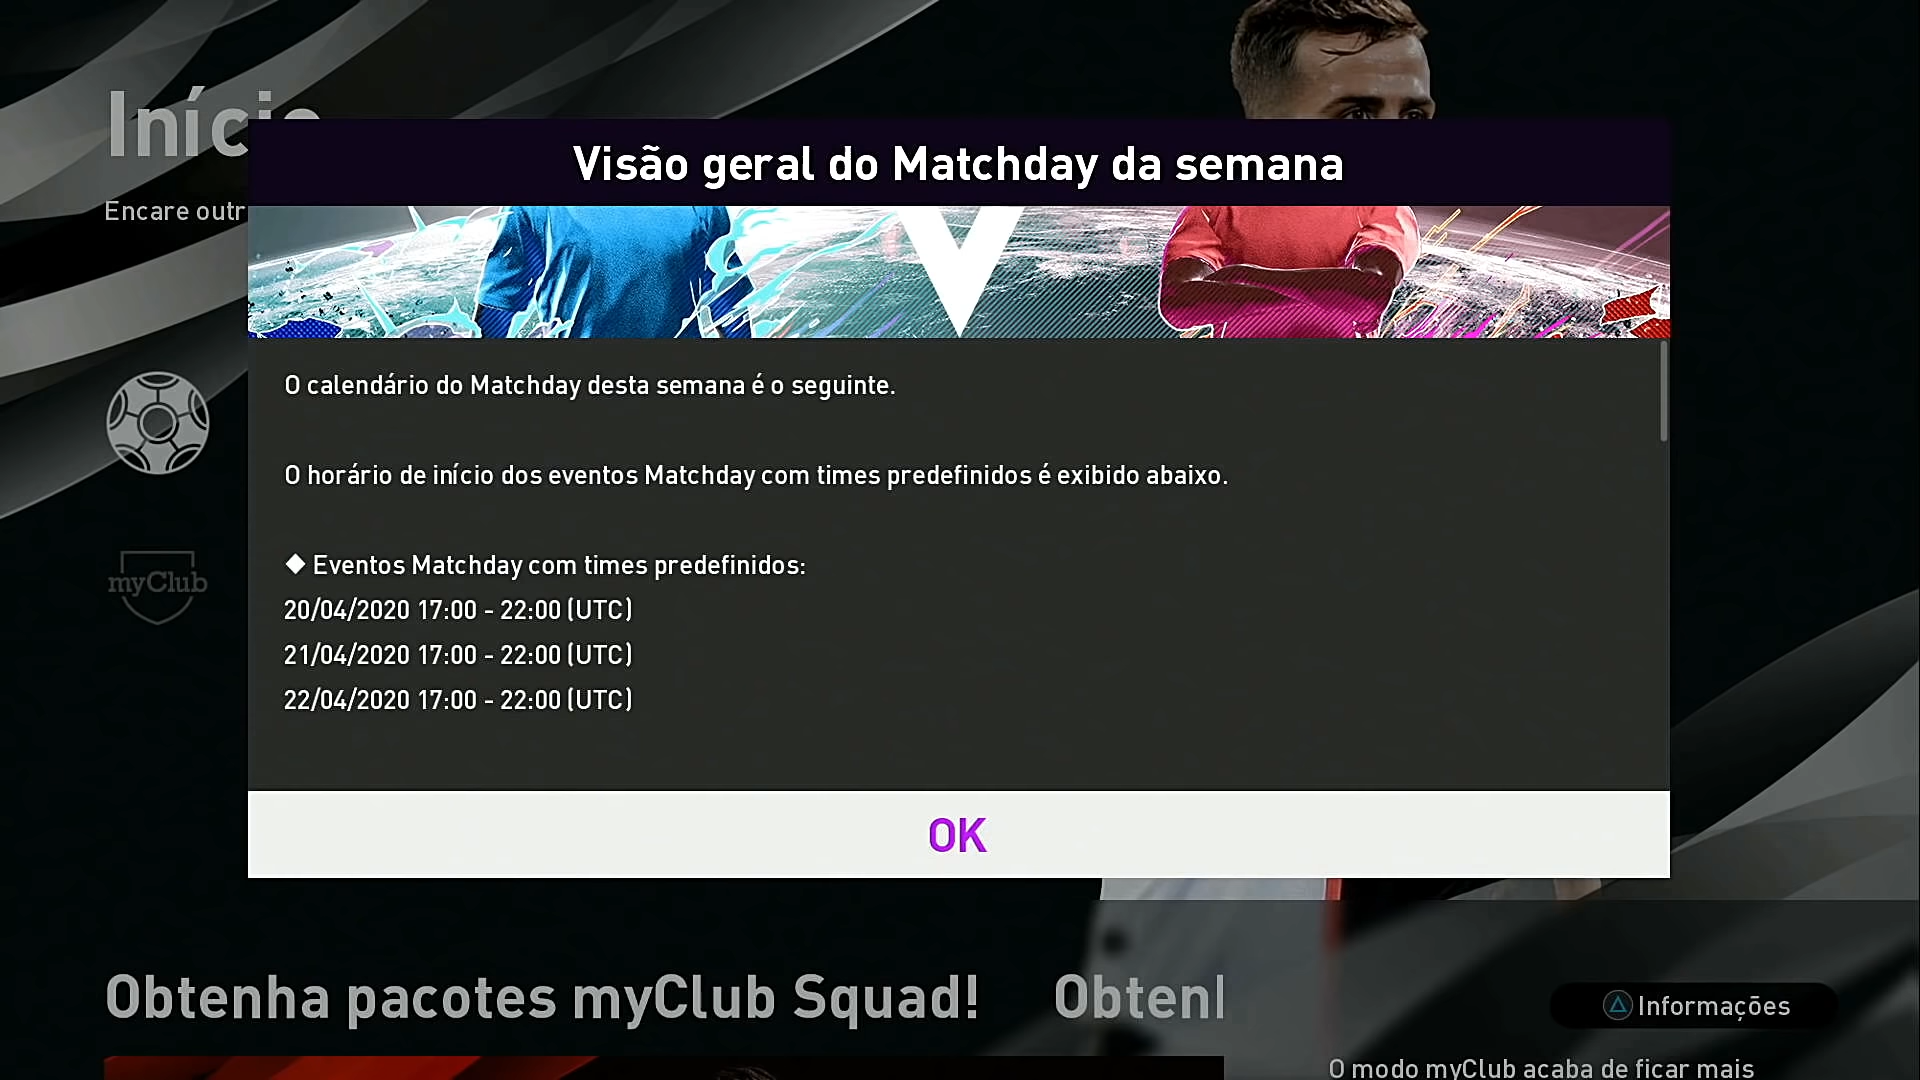 Início
Encare outr
Visão geral do Matchday da semana
O calendário do Matchday desta semana é o seguinte.
O horário de início dos eventos Matchday com times predefinidos é exibido abaixo.
◆ Eventos Matchday com times predefinidos:
20/04/2020 17:00 - 22:00 (UTC)
21/04/2020 17:00 - 22:00 (UTC)
22/04/2020 17:00 - 22:00 (UTC)
myClub
OK
Obtenha pacotes myClub Squad! Obten
Informações
O modo myClub acaba de ficar mais